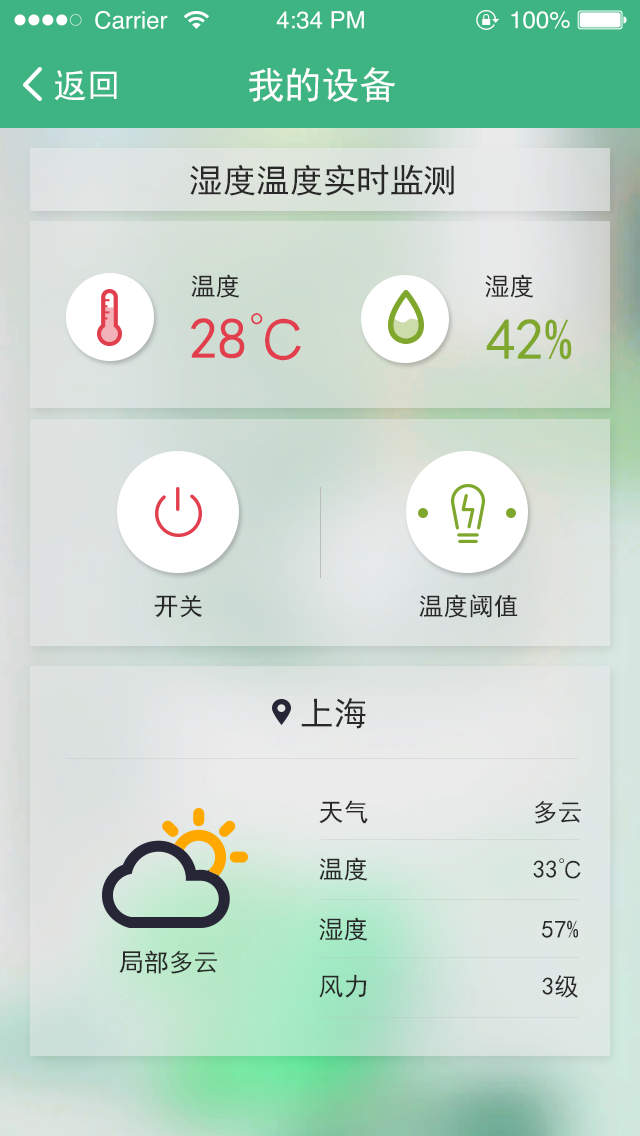 Carrier 4:34 PM 100%
返回 我的设备
湿度温度实时监测
温度 湿度
28℃ 42%
开关 温度阈值
上海
天气 多云
温度 33℃
湿度 57%
局部多云
风力 3级